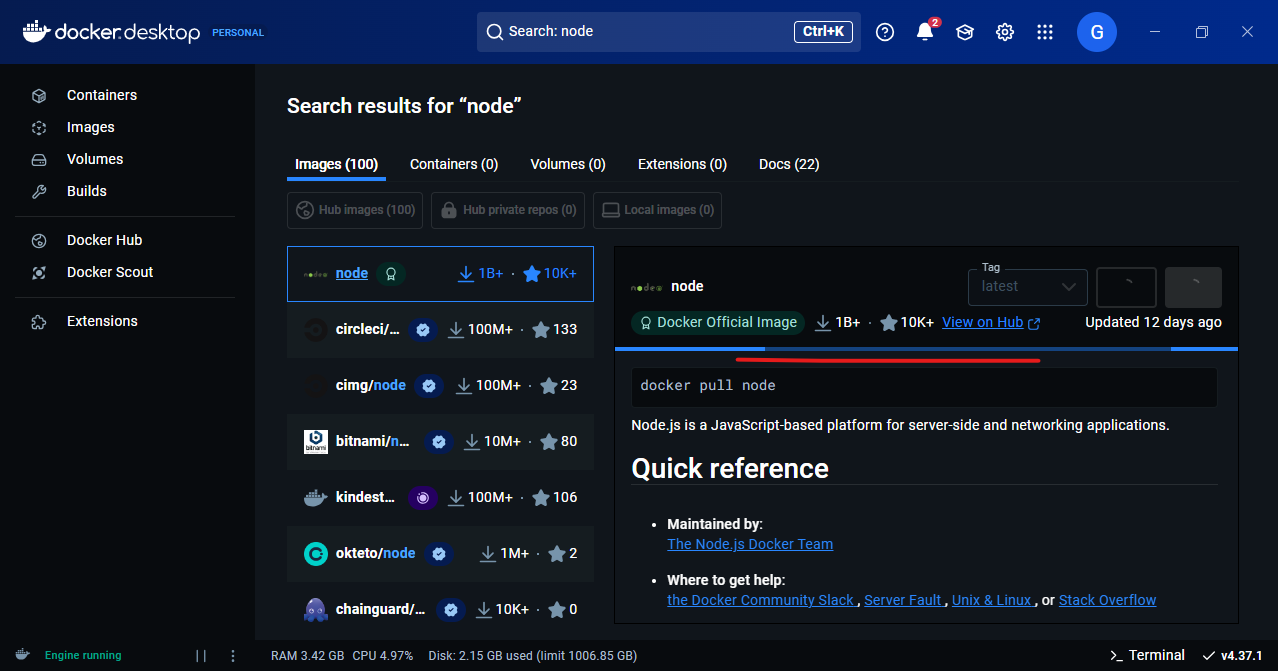 docker.desktop PERSONAL
Search: node Ctrl+K
2
G
Containers
Images
Volumes
Builds
Docker Hub
Docker Scout
Extensions
Search results for “node”
Images (100) Containers (0) Volumes (0) Extensions (0) Docs (22)
Hub images (100) Hub private repos (0) Local images (0)
node 1B+ · 10K+
circleci/... 100M+ · 133
cimg/node 100M+ · 23
bitnami/n... 10M+ · 80
kindest... 100M+ · 106
okteto/node 1M+ · 2
chainguard/... 10K+ · 0
node
Tag
latest
Docker Official Image 1B+ · 10K+ View on Hub Updated 12 days ago
docker pull node
Node.js is a JavaScript-based platform for server-side and networking applications.
Quick reference
• Maintained by:
The Node.js Docker Team
• Where to get help:
the Docker Community Slack , Server Fault , Unix & Linux , or Stack Overflow
Engine running RAM 3.42 GB CPU 4.97% Disk: 2.15 GB used (limit 1006.85 GB) >_ Terminal v4.37.1